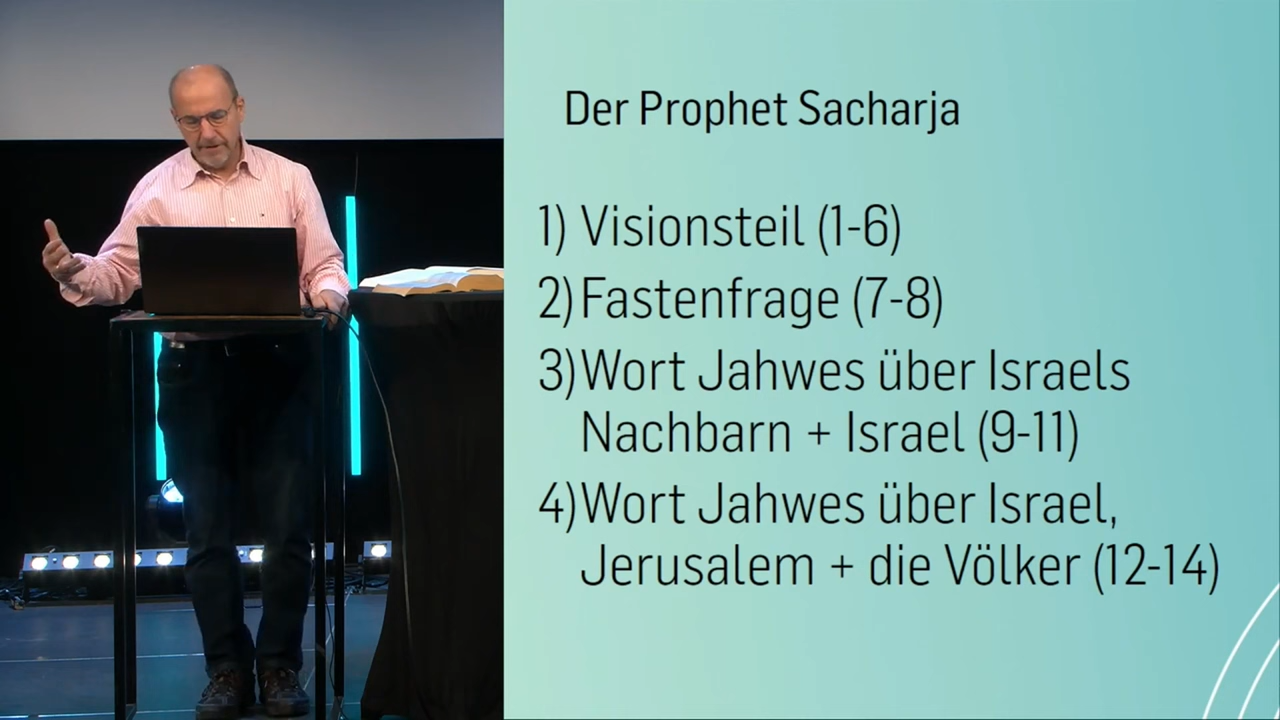 Der Prophet Sacharja
1) Visionsteil (1-6)
2) Fastenfrage (7-8)
3) Wort Jahwes über Israels
Nachbarn + Israel (9-11)
4) Wort Jahwes über Israel,
Jerusalem + die Völker (12-14)